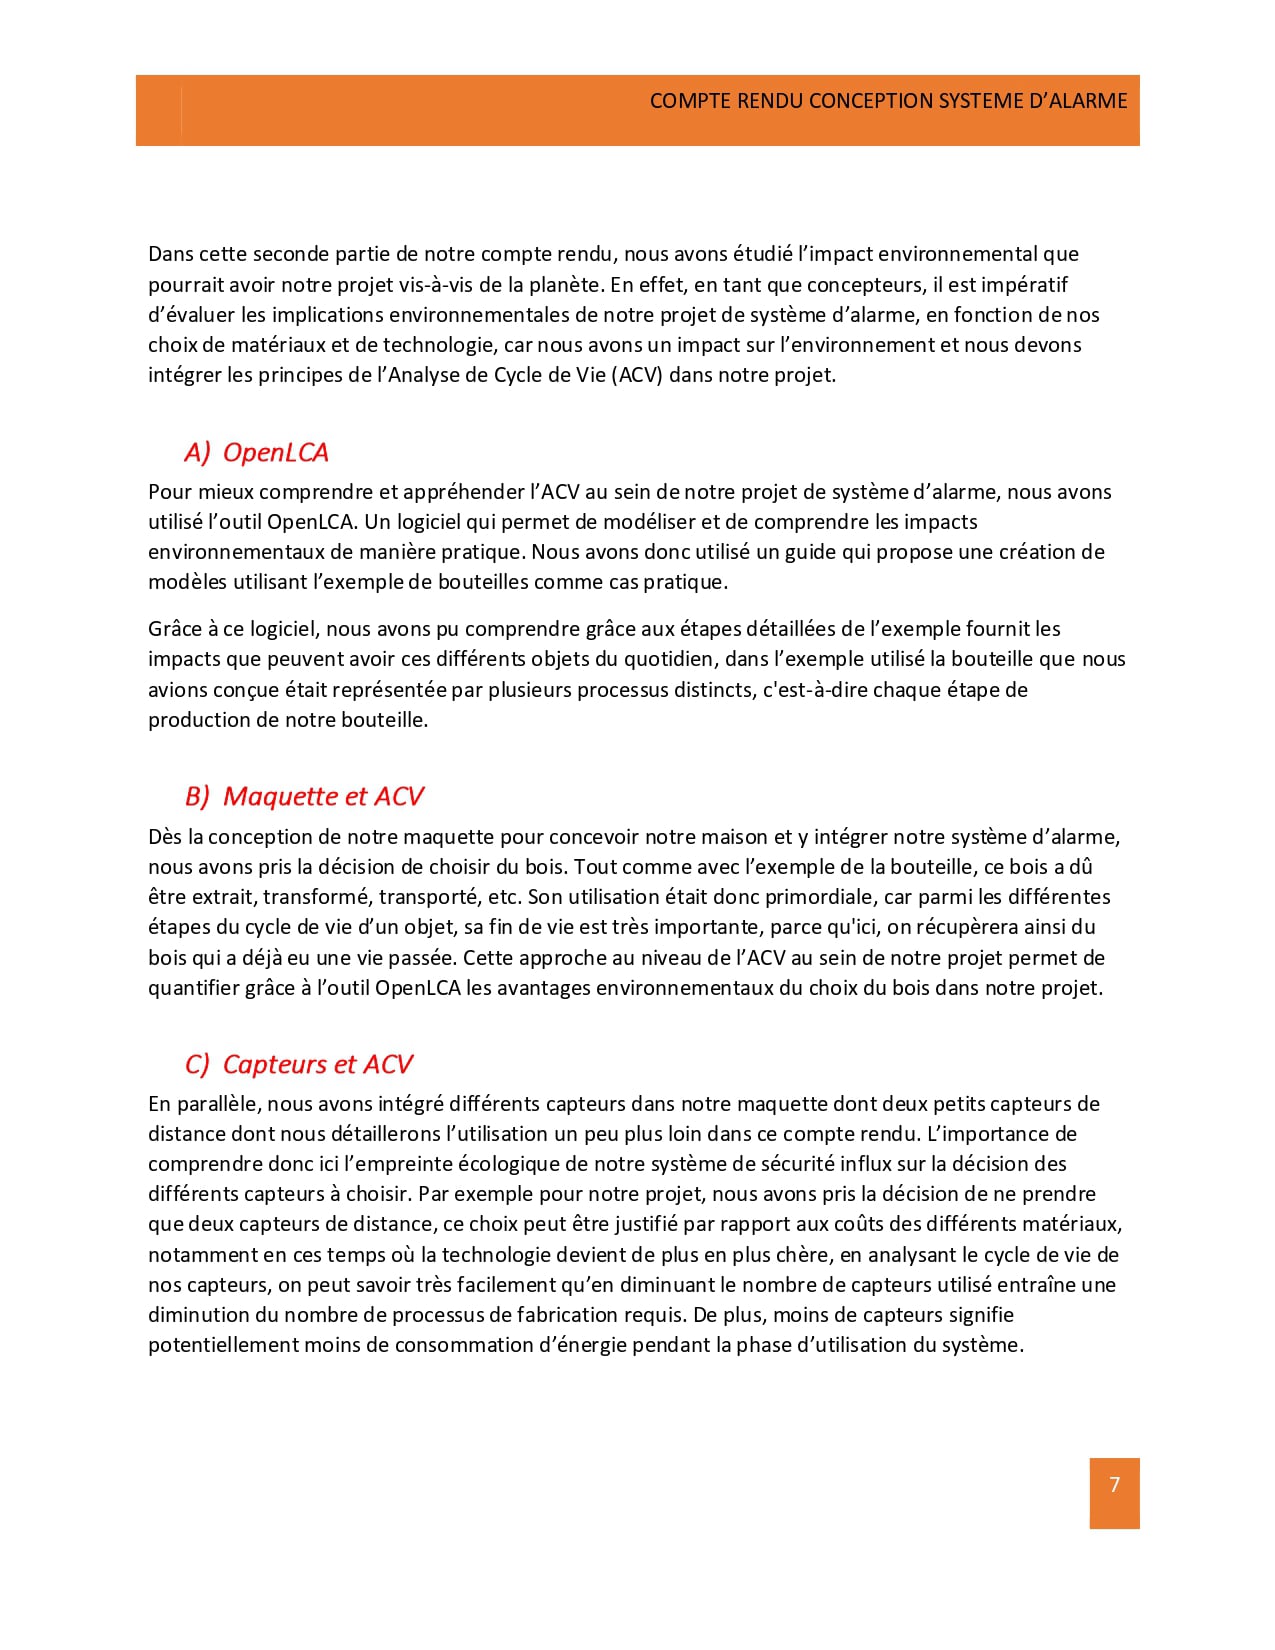 COMPTE RENDU CONCEPTION SYSTEME D’ALARME
Dans cette seconde partie de notre compte rendu, nous avons étudié l’impact environnemental que
pourrait avoir notre projet vis-à-vis de la planète. En effet, en tant que concepteurs, il est impératif
d’évaluer les implications environnementales de notre projet de système d’alarme, en fonction de nos
choix de matériaux et de technologie, car nous avons un impact sur l’environnement et nous devons
intégrer les principes de l’Analyse de Cycle de Vie (ACV) dans notre projet.
A) OpenLCA
Pour mieux comprendre et appréhender l’ACV au sein de notre projet de système d’alarme, nous avons
utilisé l’outil OpenLCA. Un logiciel qui permet de modéliser et de comprendre les impacts
environnementaux de manière pratique. Nous avons donc utilisé un guide qui propose une création de
modèles utilisant l’exemple de bouteilles comme cas pratique.
Grâce à ce logiciel, nous avons pu comprendre grâce aux étapes détaillées de l’exemple fournit les
impacts que peuvent avoir ces différents objets du quotidien, dans l’exemple utilisé la bouteille que nous
avions conçue était représentée par plusieurs processus distincts, c'est-à-dire chaque étape de
production de notre bouteille.
B) Maquette et ACV
Dès la conception de notre maquette pour concevoir notre maison et y intégrer notre système d’alarme,
nous avons pris la décision de choisir du bois. Tout comme avec l’exemple de la bouteille, ce bois a dû
être extrait, transformé, transporté, etc. Son utilisation était donc primordiale, car parmi les différentes
étapes du cycle de vie d’un objet, sa fin de vie est très importante, parce qu'ici, on récupèrera ainsi du
bois qui a déjà eu une vie passée. Cette approche au niveau de l’ACV au sein de notre projet permet de
quantifier grâce à l’outil OpenLCA les avantages environnementaux du choix du bois dans notre projet.
C) Capteurs et ACV
En parallèle, nous avons intégré différents capteurs dans notre maquette dont deux petits capteurs de
distance dont nous détaillerons l’utilisation un peu plus loin dans ce compte rendu. L’importance de
comprendre donc ici l’empreinte écologique de notre système de sécurité influx sur la décision des
différents capteurs à choisir. Par exemple pour notre projet, nous avons pris la décision de ne prendre
que deux capteurs de distance, ce choix peut être justifié par rapport aux coûts des différents matériaux,
notamment en ces temps où la technologie devient de plus en plus chère, en analysant le cycle de vie de
nos capteurs, on peut savoir très facilement qu’en diminuant le nombre de capteurs utilisé entraîne une
diminution du nombre de processus de fabrication requis. De plus, moins de capteurs signifie
potentiellement moins de consommation d’énergie pendant la phase d’utilisation du système.
7